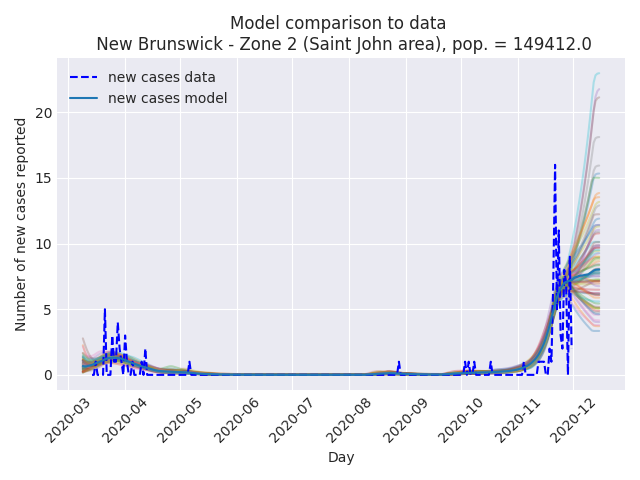 Model comparison to data
New Brunswick - Zone 2 (Saint John area), pop. = 149412.0
new cases data
new cases model
Number of new cases reported
20
15
10
5
0
2020-03
2020-04
2020-05
2020-06
2020-07
2020-08
2020-09
2020-10
2020-11
2020-12
Day